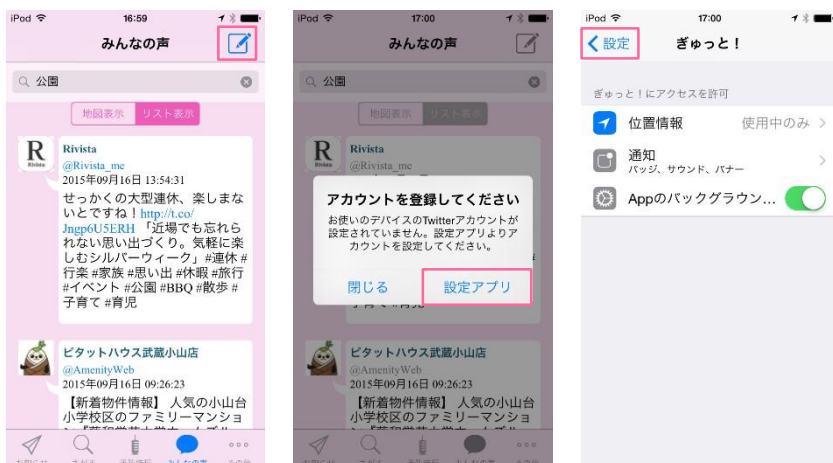 iPod 16:59
みんなの声
公園
地図表示 リスト表示
Rivista
@Rivista_me
2015年09月16日 13:54:31
せっかくの大型連休、楽しまな
いとですね！http://t.co/
Jngp6U5ERH 「近場でも忘れら
れない思い出づくり。気軽に楽
しむシルバーウィーク」#連休 #
行楽 #家族 #思い出 #休暇 #旅行
#イベント #公園 #BBQ #散歩 #
子育て #育児
ピタットハウス武蔵小山店
@AmenityWeb
2015年09月16日 09:26:23
【新着物件情報】 人気の小山台
小学校区のファミリーマンショ
iPod 17:00
みんなの声
公園
地図表示 リスト表示
Rivista
@Rivista_me
アカウントを登録してください
お使いのデバイスのTwitterアカウントが
設定されていません。設定アプリよりア
カウントを設定してください。
閉じる 設定アプリ
ピタットハウス武蔵小山店
@AmenityWeb
2015年09月16日 09:26:23
【新着物件情報】 人気の小山台
小学校区のファミリーマンショ
iPod 17:00
設定 ぎゅっと！
ぎゅっと！にアクセスを許可
位置情報 使用中のみ
通知
バッジ、サウンド、バナー
Appのバックグラウン...